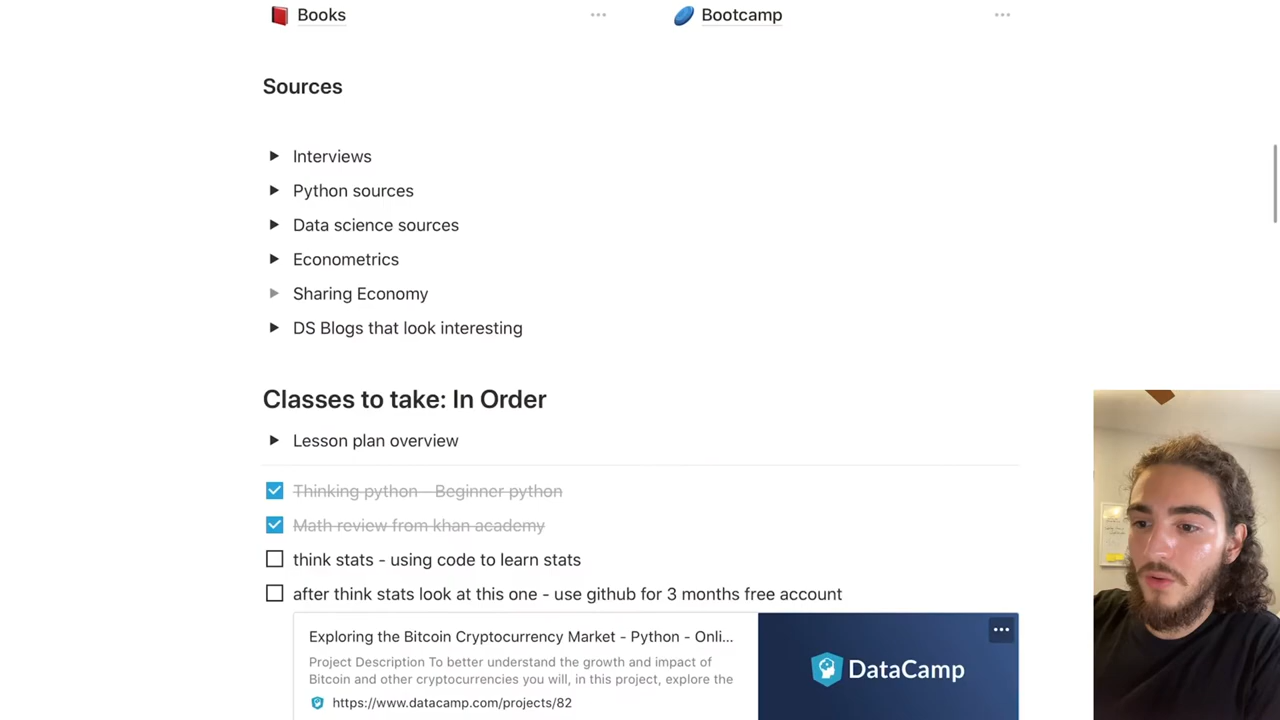 Books
Bootcamp
Sources
Interviews
Python sources
Data science sources
Econometrics
Sharing Economy
DS Blogs that look interesting
Classes to take: In Order
Lesson plan overview
Thinking python - Beginner python
Math review from khan academy
think stats - using code to learn stats
after think stats look at this one - use github for 3 months free account
Exploring the Bitcoin Cryptocurrency Market - Python - Onli...
Project Description To better understand the growth and impact of
Bitcoin and other cryptocurrencies you will, in this project, explore the
https://www.datacamp.com/projects/82
DataCamp